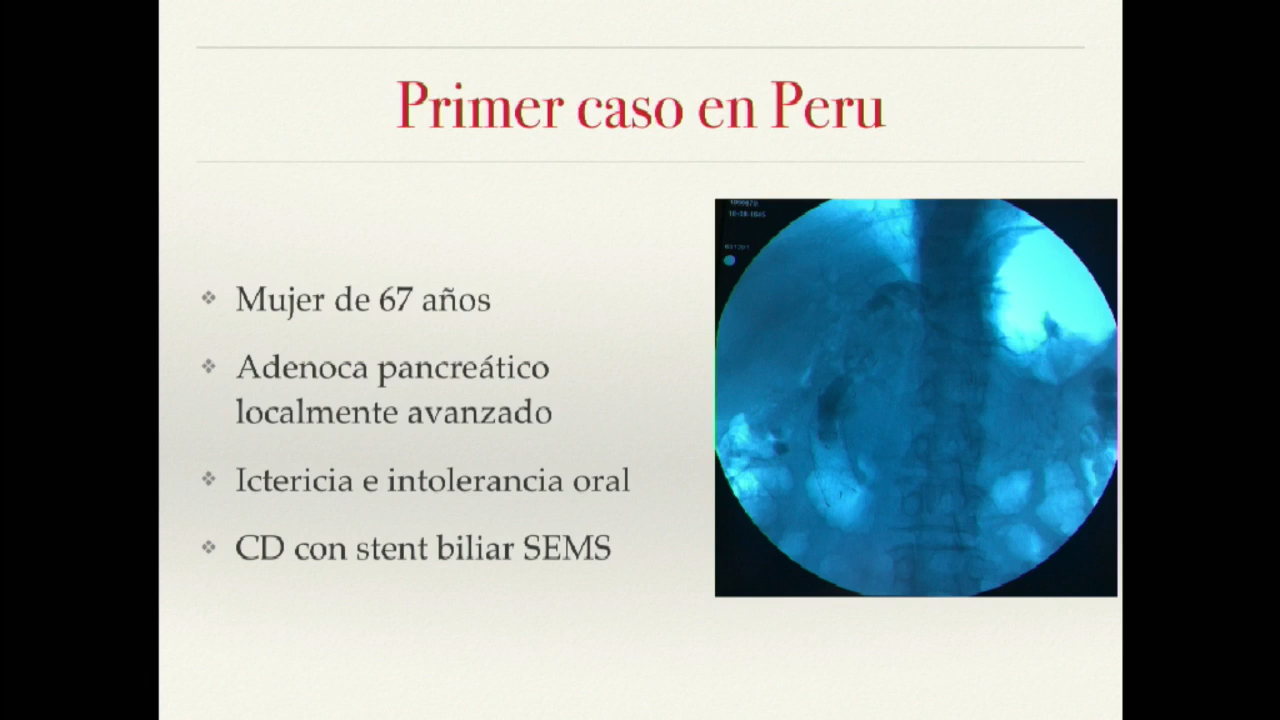 Primer caso en Peru
Mujer de 67 años
Adenoca pancreático
localmente avanzado
Ictericia e intolerancia oral
CD con stent biliar SEMS